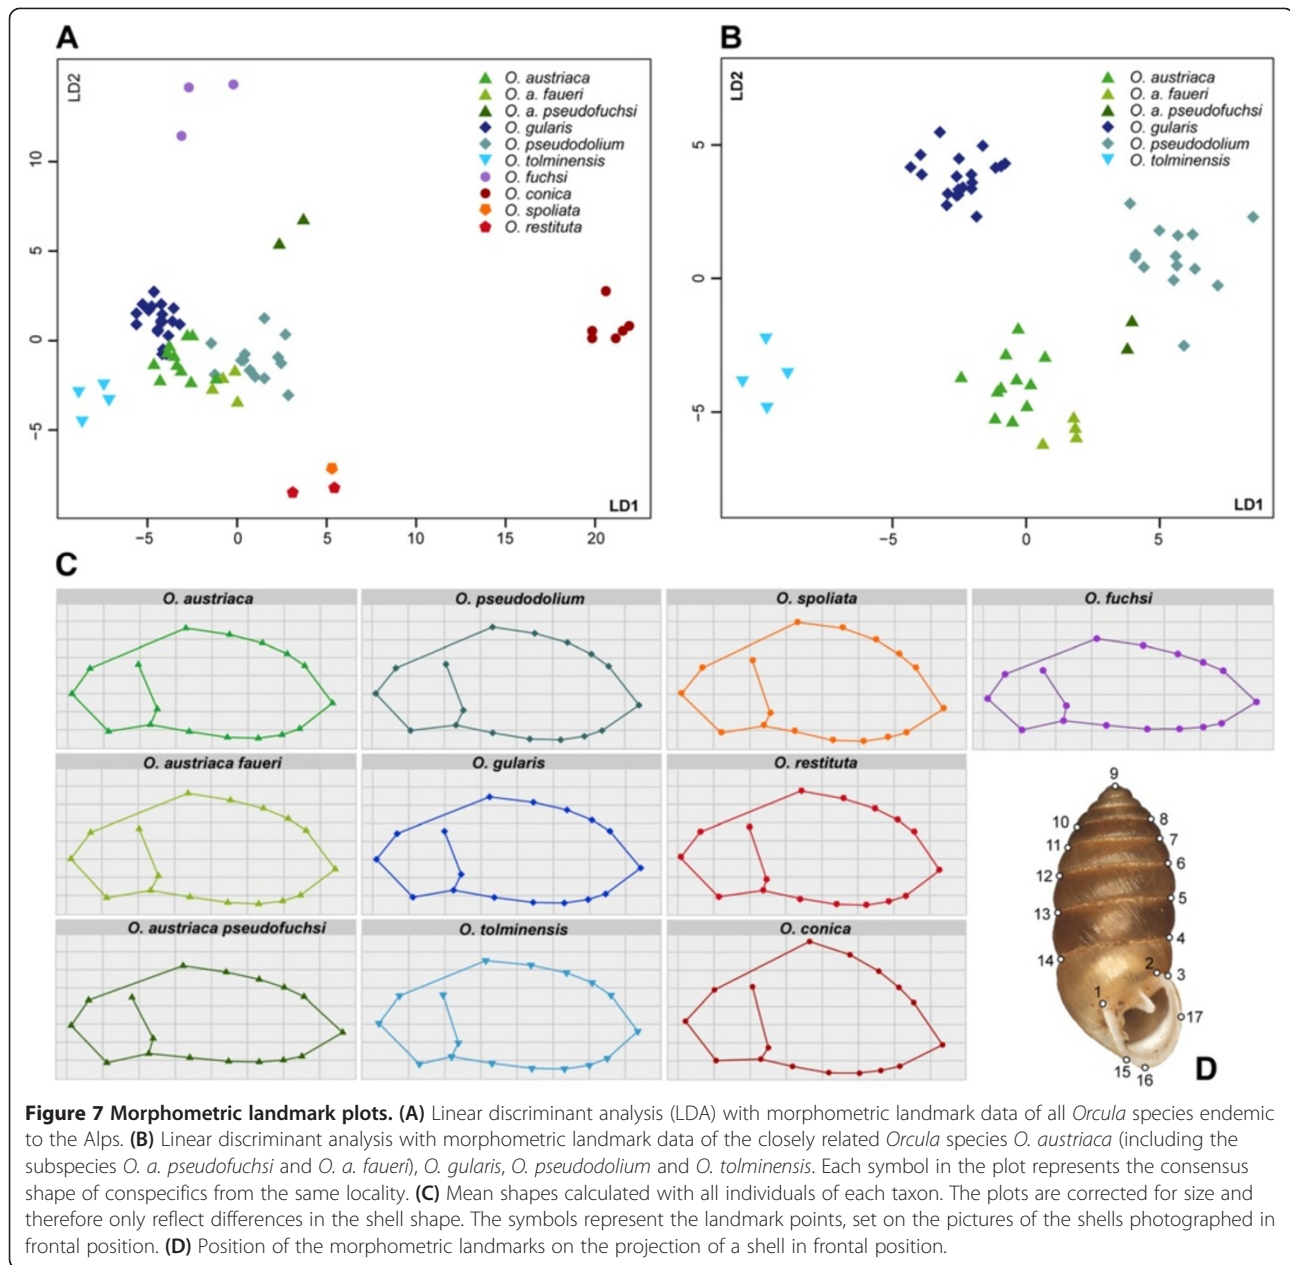 A
LD2
O. austriaca
O. a. faueri
O. a. pseudofuchsi
O. gularis
O. pseudodolium
O. tolminensis
O. fuchsi
O. conica
O. spoliata
O. restituta
10
5
0
−5
LD1
−5 0 5 10 15 20
B
LD2
O. austriaca
O. a. faueri
O. a. pseudofuchsi
O. gularis
O. pseudodolium
O. tolminensis
5
0
−5
LD1
−5 0 5
C
O. austriaca O. pseudodolium O. spoliata O. fuchsi
O. austriaca faueri O. gularis O. restituta
O. austriaca pseudofuchsi O. tolminensis O. conica
9
10 8
11 7
12 6
13 5
14 4
2 3
1
17
15 16
D
Figure 7 Morphometric landmark plots. (A) Linear discriminant analysis (LDA) with morphometric landmark data of all Orcula species endemic
to the Alps. (B) Linear discriminant analysis with morphometric landmark data of the closely related Orcula species O. austriaca (including the
subspecies O. a. pseudofuchsi and O. a. faueri), O. gularis, O. pseudodolium and O. tolminensis. Each symbol in the plot represents the consensus
shape of conspecifics from the same locality. (C) Mean shapes calculated with all individuals of each taxon. The plots are corrected for size and
therefore only reflect differences in the shell shape. The symbols represent the landmark points, set on the pictures of the shells photographed in
frontal position. (D) Position of the morphometric landmarks on the projection of a shell in frontal position.